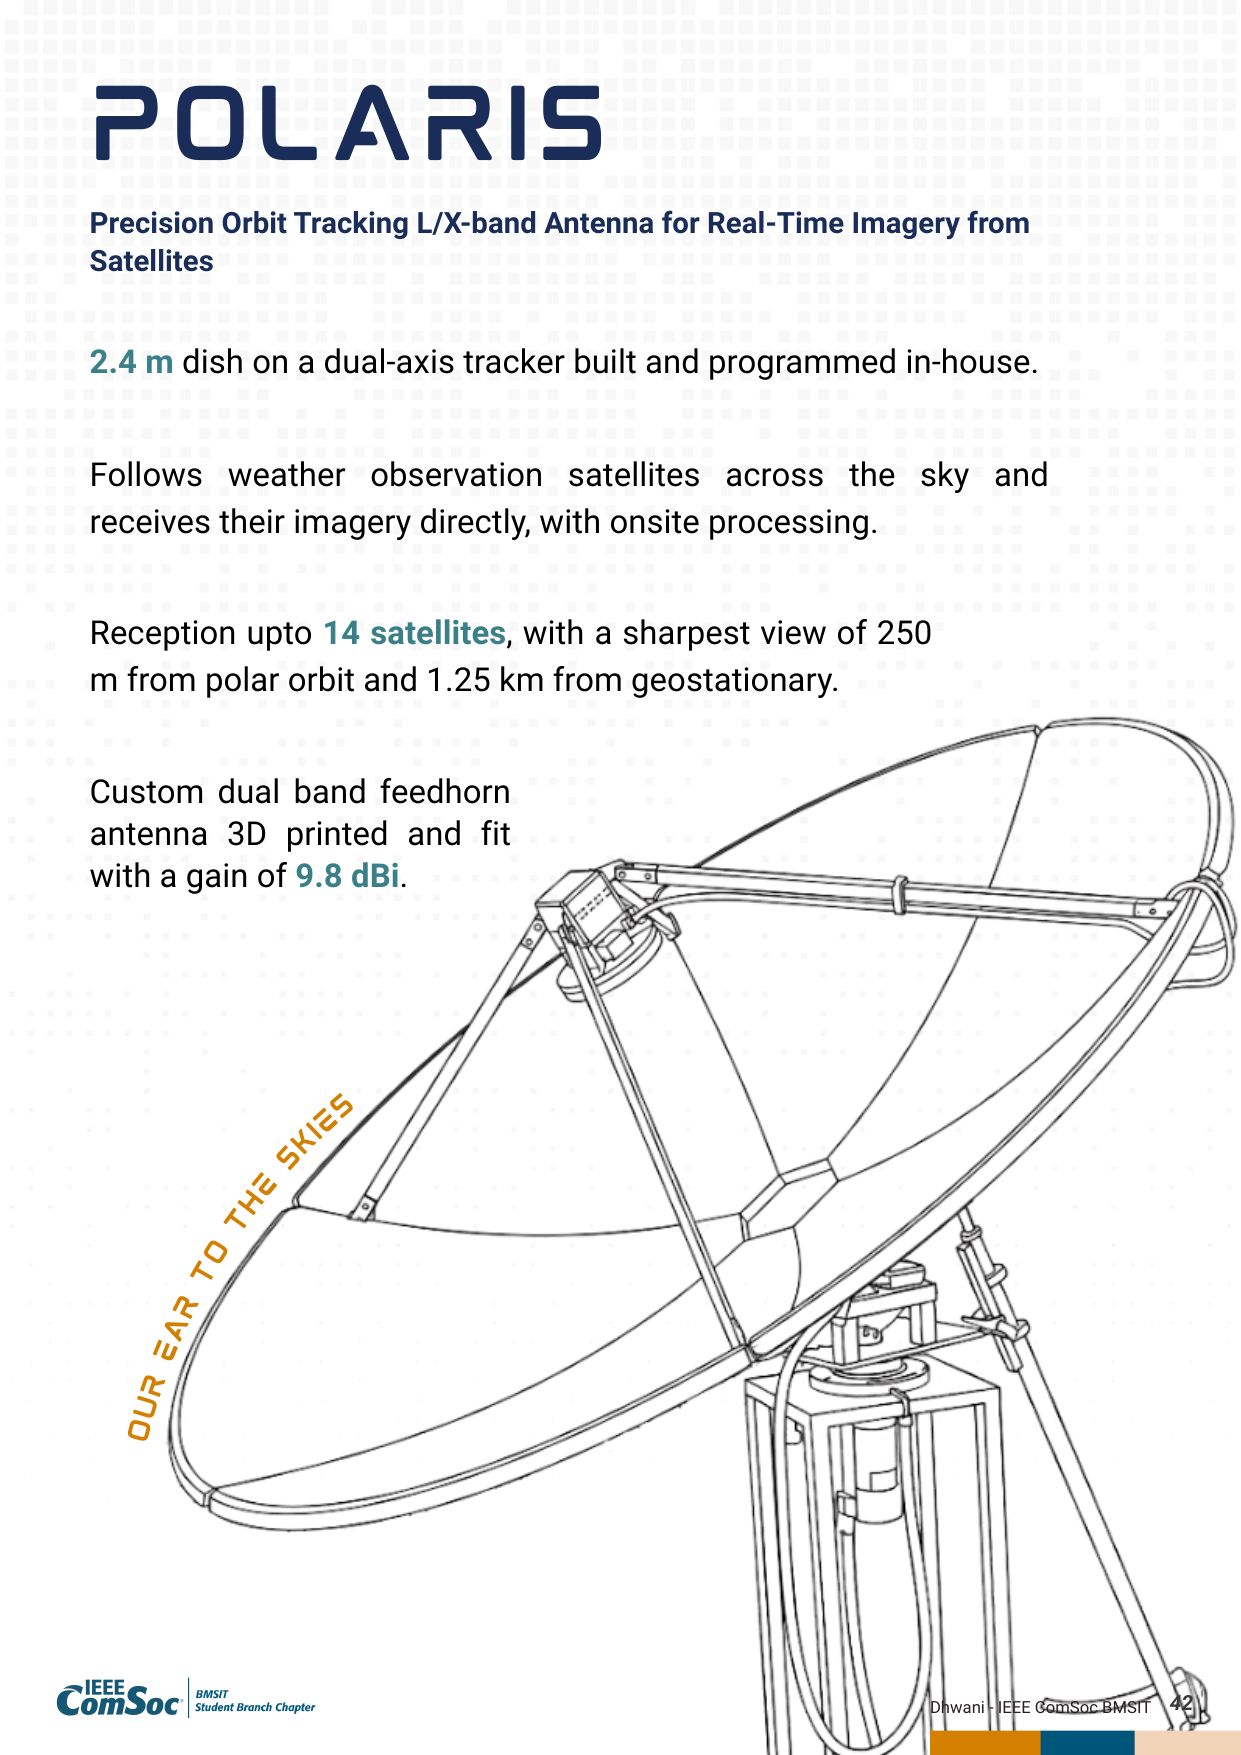 POLARIS
Precision Orbit Tracking L/X-band Antenna for Real-Time Imagery from
Satellites
2.4 m dish on a dual-axis tracker built and programmed in-house.
Follows weather observation satellites across the sky and
receives their imagery directly, with onsite processing.
Reception upto 14 satellites, with a sharpest view of 250
m from polar orbit and 1.25 km from geostationary.
Custom dual band feedhorn
antenna 3D printed and fit
with a gain of 9.8 dBi.
OUR EAR TO THE SKIES
IEEE
ComSoc
BMSIT
Student Branch Chapter
Dhwani - IEEE ComSoc BMSIT 42